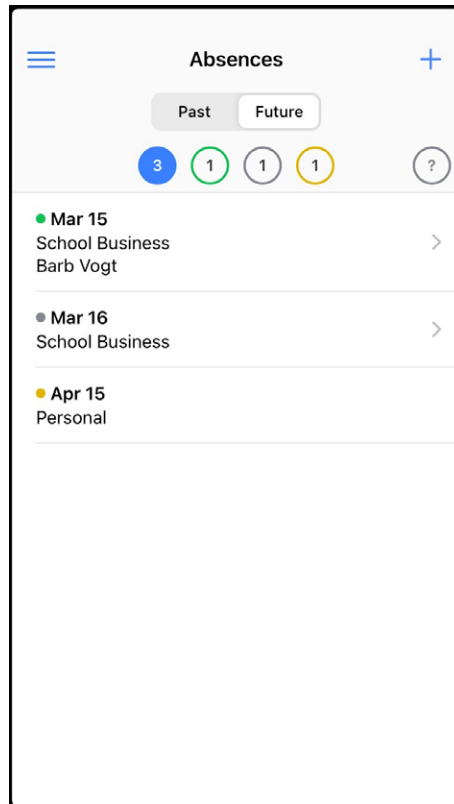 Absences
Past Future
3 1 1 1 ?
Mar 15
School Business
Barb Vogt
Mar 16
School Business
Apr 15
Personal